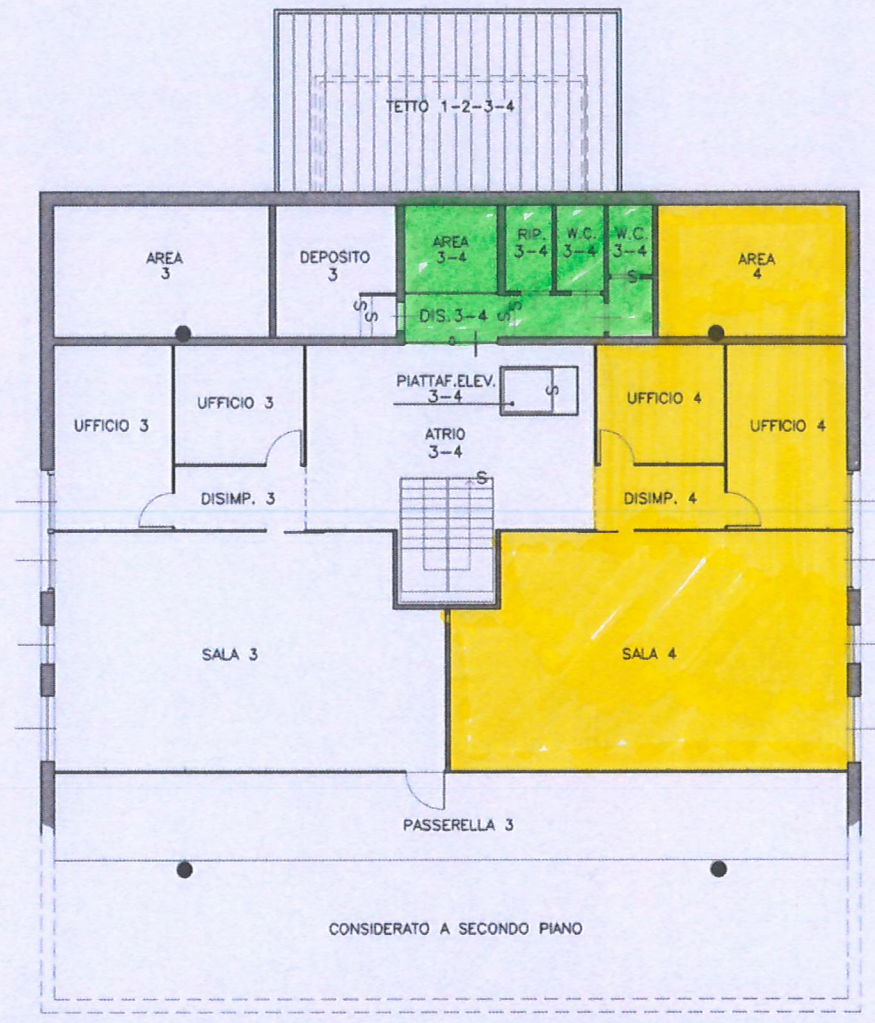 TETTO 1-2-3-4
AREA
3
DEPOSITO
3
AREA
3-4
RIP.
3-4
W.C.
3-4
W.C.
3-4
S
AREA
4
S
S
DIS. 3-4
S
S
UFFICIO 3
UFFICIO 3
PIATTAF.ELEV.
3-4
S
ATRIO
3-4
UFFICIO 4
UFFICIO 4
DISIMP. 3
S
DISIMP. 4
SALA 3
SALA 4
PASSERELLA 3
CONSIDERATO A SECONDO PIANO